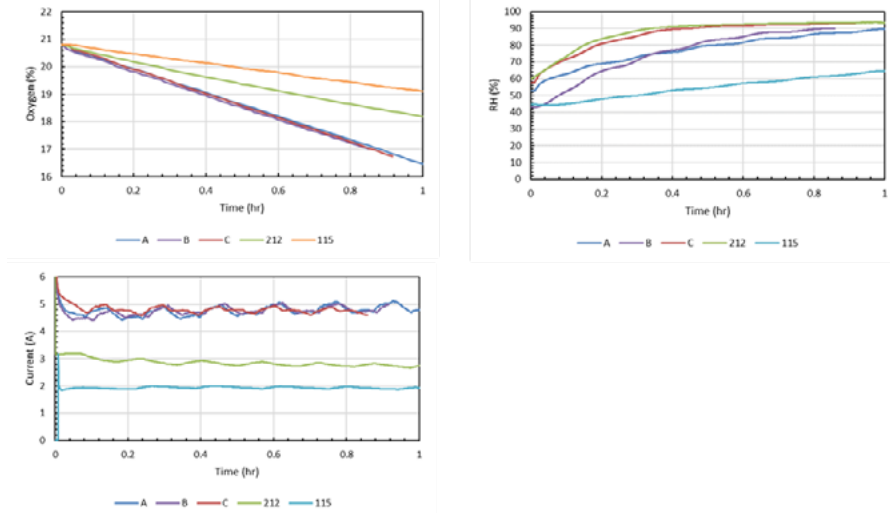 22
21
20
19
18
17
16
Oxygen (%)
0 0.2 0.4 0.6 0.8 1
Time (hr)
A B C 212 115
100
90
80
70
60
50
40
30
20
10
0
RH (%)
0 0.2 0.4 0.6 0.8 1
Time (hr)
A B C 212 115
6
5
4
3
2
1
0
Current (A)
0 0.2 0.4 0.6 0.8 1
Time (hr)
A B C 212 115